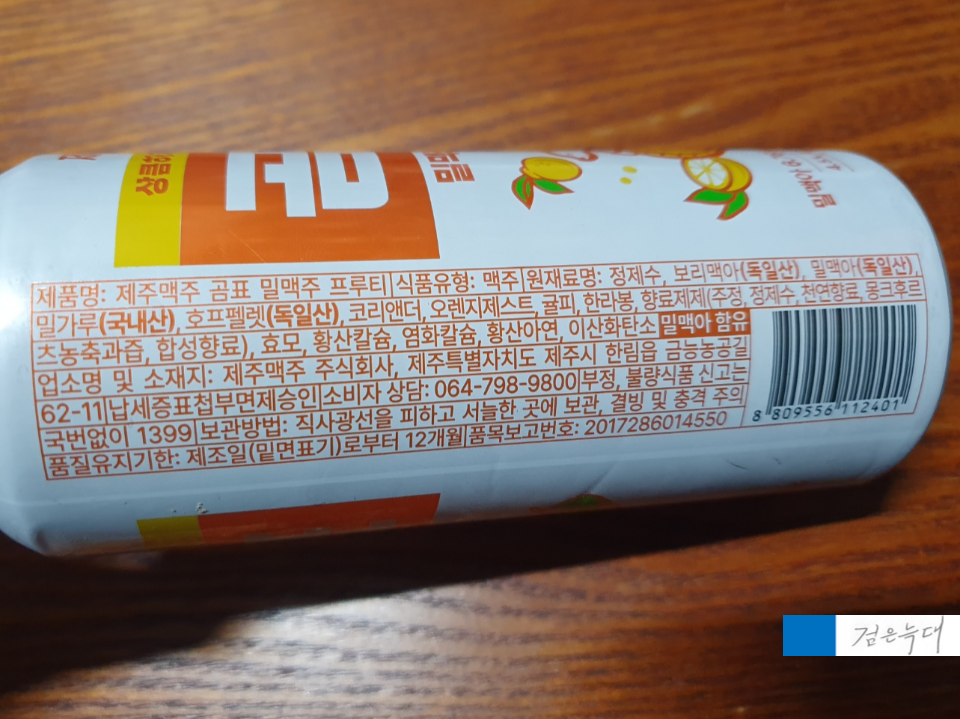 상큼하
곰
밀맥
제품명: 제주맥주 곰표 밀맥주 프루티 식품유형: 맥주 원재료명: 정제수, 보리맥아(독일산), 밀맥아(독일산),
밀가루(국내산), 호프펠렛(독일산), 코리앤더, 오렌지제스트, 귤피, 한라봉, 향료제제(주정, 정제수, 천연향료, 몽크후르
츠농축과즙, 합성향료), 효모, 황산칼슘, 염화칼슘, 황산아연, 이산화탄소 밀맥아 함유
업소명 및 소재지: 제주맥주 주식회사, 제주특별자치도 제주시 한림읍 금능농공길
62-11 납세증표첩부면제승인 소비자 상담: 064-798-9800 부정, 불량식품 신고는
국번없이 1399 보관방법: 직사광선을 피하고 서늘한 곳에 보관, 결빙 및 충격 주의
품질유지기한: 제조일(밑면표기)로부터 12개월 품목보고번호: 2017286014550
8 809556 112401
검은늑대